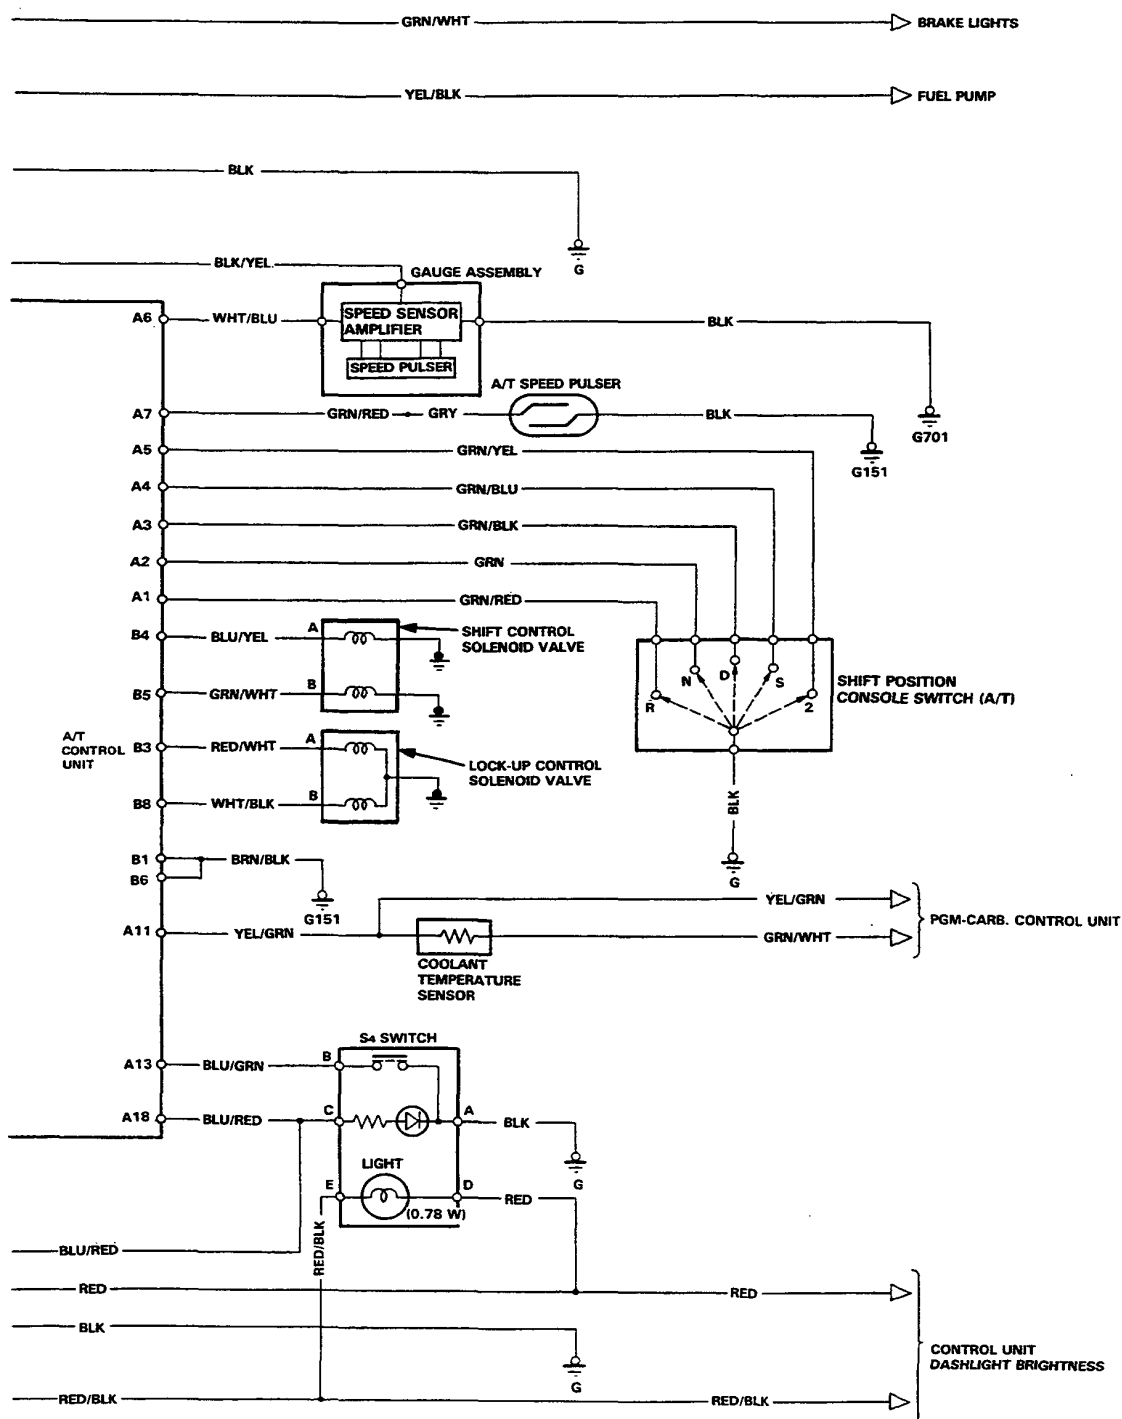 GRN/WHT
BRAKE LIGHTS
YEL/BLK
FUEL PUMP
BLK
G
BLK/YEL
GAUGE ASSEMBLY
A6
WHT/BLU
SPEED SENSOR
AMPLIFIER
BLK
SPEED PULSER
A/T SPEED PULSER
A7
GRN/RED
GRY
BLK
G701
A5
GRN/YEL
G151
A4
GRN/BLU
A3
GRN/BLK
A2
GRN
A1
GRN/RED
B4
BLU/YEL
A
SHIFT CONTROL
SOLENOID VALVE
B5
GRN/WHT
B
R
N
D
S
2
SHIFT POSITION
CONSOLE SWITCH (A/T)
A/T
CONTROL
UNIT
B3
RED/WHT
A
LOCK-UP CONTROL
SOLENOID VALVE
B8
WHT/BLK
B
BLK
G
B1
BRN/BLK
B6
G151
YEL/GRN
A11
YEL/GRN
GRN/WHT
PGM-CARB. CONTROL UNIT
COOLANT
TEMPERATURE
SENSOR
S4 SWITCH
A13
BLU/GRN
B
A18
BLU/RED
C
A
BLK
G
LIGHT
E
D
RED
(0.78 W)
RED/BLK
BLU/RED
RED
RED
BLK
G
CONTROL UNIT
DASHLIGHT BRIGHTNESS
RED/BLK
RED/BLK